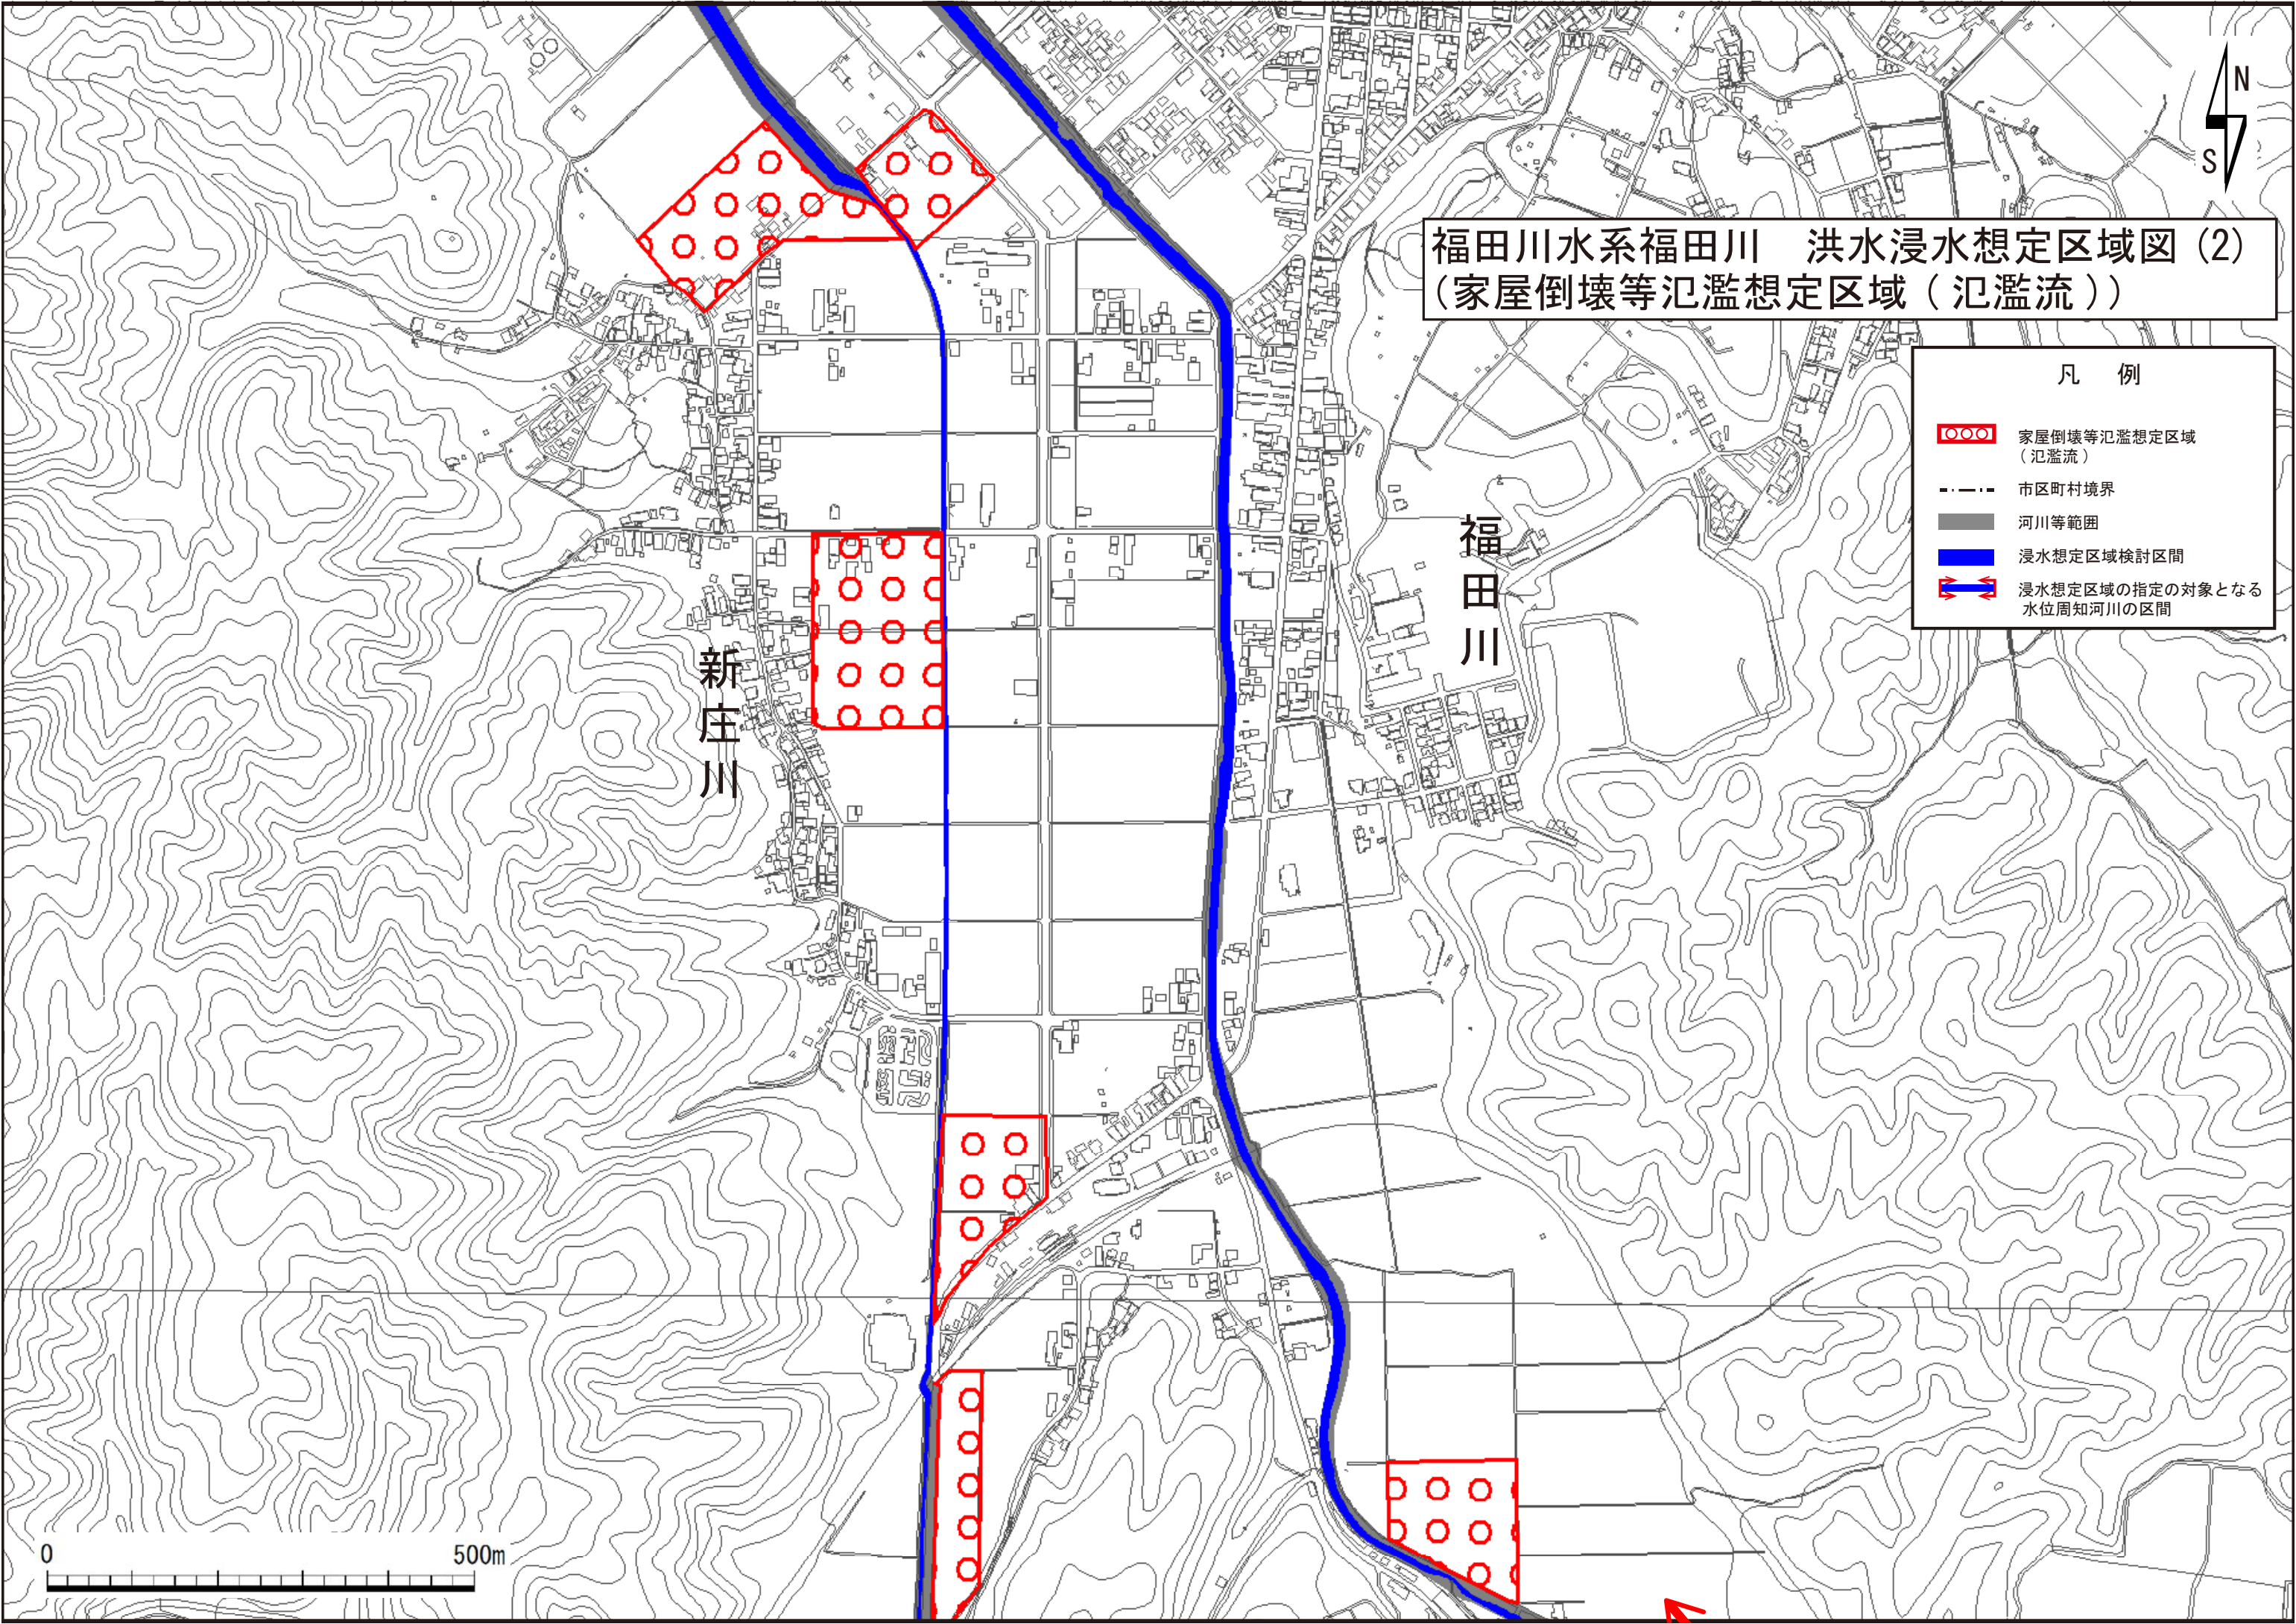 N
S
福田川水系福田川　洪水浸水想定区域図 (2)
(家屋倒壊等氾濫想定区域 ( 氾濫流 ) )
凡 例
家屋倒壊等氾濫想定区域
( 氾濫流 )
市区町村境界
河川等範囲
浸水想定区域検討区間
浸水想定区域の指定の対象となる
水位周知河川の区間
福田川
新庄川
0
500m